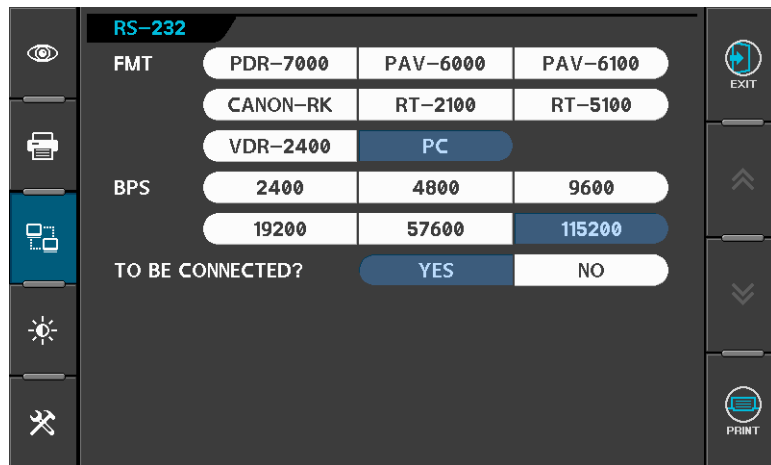 RS-232
FMT PDR-7000 PAV-6000 PAV-6100
EXIT
CANON-RK RT-2100 RT-5100
VDR-2400 PC
BPS 2400 4800 9600
19200 57600 115200
TO BE CONNECTED? YES NO
PRINT